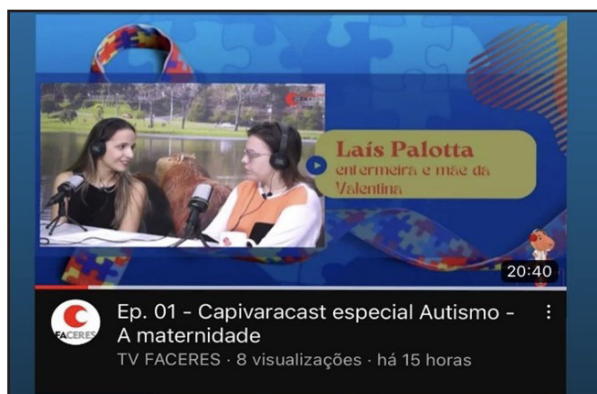 Laís Palotta
enfermeira e mãe da
Valentina
20:40
FACERES
Ep. 01 - Capivaracast especial Autismo -
A maternidade
TV FACERES · 8 visualizações · há 15 horas